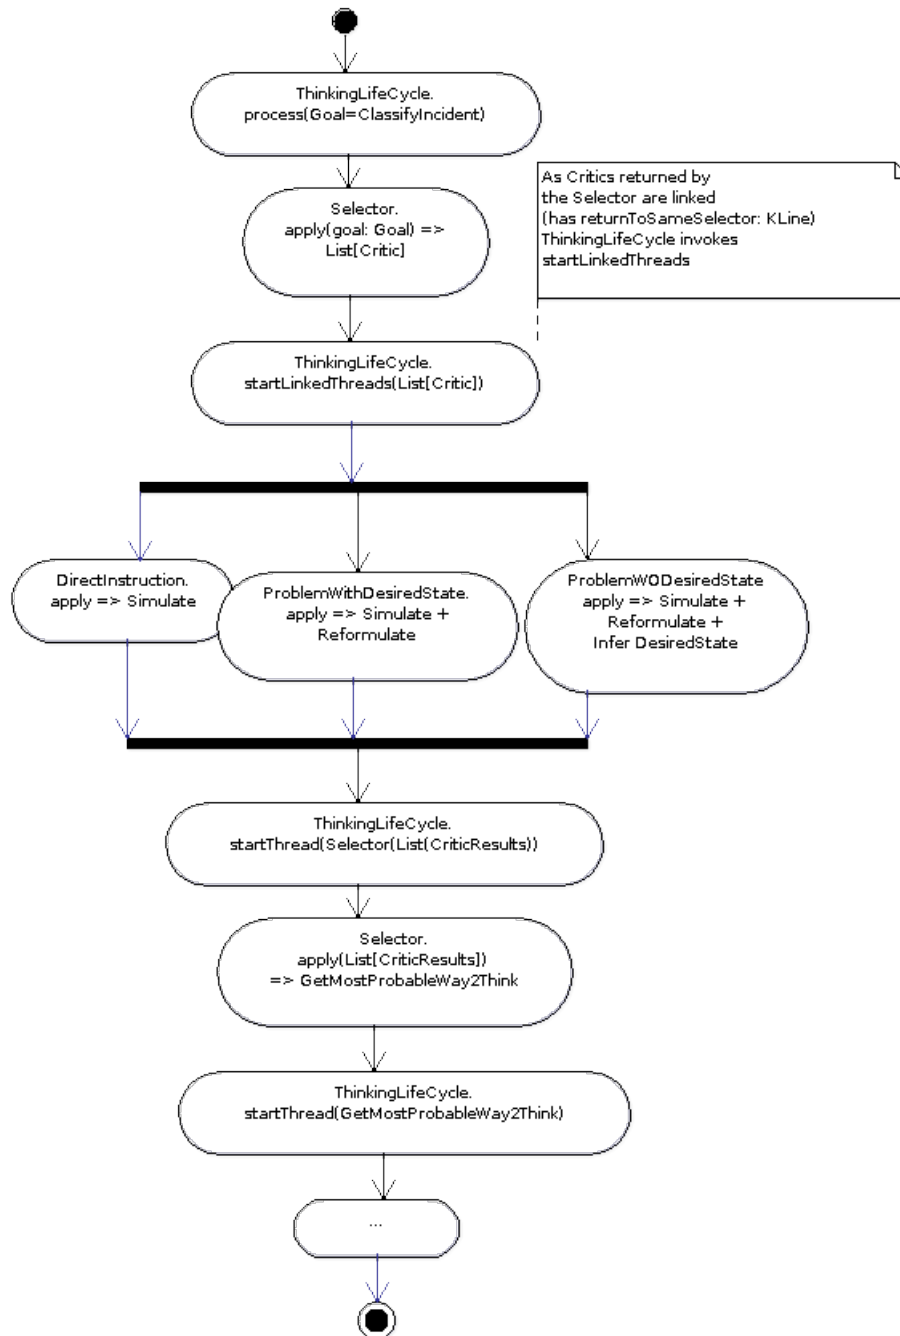 ThinkingLifeCycle.
process(Goal=ClassifyIncident)
As Critics returned by
the Selector are linked
(has returnToSameSelector: KLine)
ThinkingLifeCycle invokes
startLinkedThreads
Selector.
apply(goal: Goal) =>
List[Critic]
ThinkingLifeCycle.
startLinkedThreads(List[Critic])
DirectInstruction.
apply => Simulate
ProblemWithDesiredState.
apply => Simulate +
Reformulate
ProblemWODesiredState
apply => Simulate +
Reformulate +
Infer DesiredState
ThinkingLifeCycle.
startThread(Selector(List(CriticResults))
Selector.
apply(List[CriticResults])
=> GetMostProbableWay2Think
ThinkingLifeCycle.
startThread(GetMostProbableWay2Think)
...